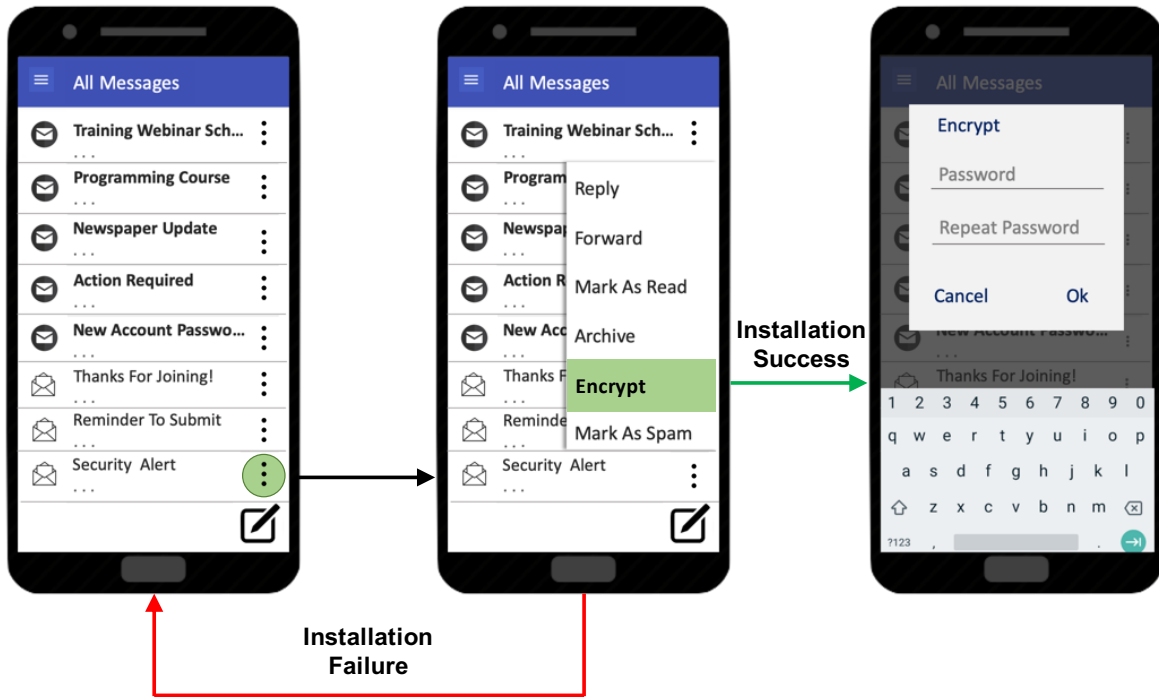 All Messages
Training Webinar Sch...
...
Programming Course
...
Newspaper Update
...
Action Required
...
New Account Passwo...
...
Thanks For Joining!
...
Reminder To Submit
...
Security Alert
...
All Messages
Training Webinar Sch...
...
Program
...
Reply
Newspap
...
Forward
Action R
...
Mark As Read
New Acc
...
Archive
Thanks F
...
Encrypt
Reminde
...
Mark As Spam
Security Alert
...
Installation
Success
All Messages
Encrypt
Password
Repeat Password
Cancel Ok
New Account Passwo...
...
Thanks For Joining!
1 2 3 4 5 6 7 8 9 0
q w e r t y u i o p
a s d f g h j k l
z x c v b n m
?123 , .
Installation
Failure